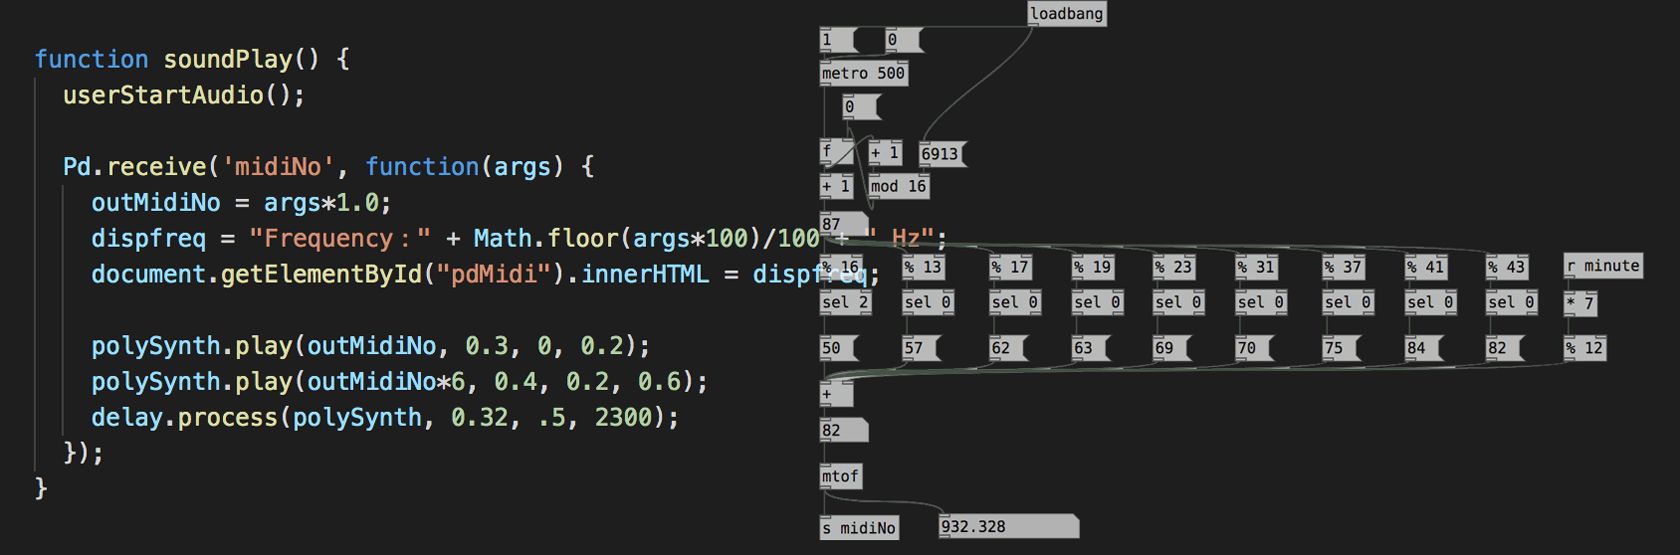 function soundPlay() {
userStartAudio();
Pd.receive('midiNo', function(args) {
outMidiNo = args*1.0;
dispfreq = "Frequency：" + Math.floor(args*100)/100 + " Hz";
document.getElementById("pdMidi").innerHTML = dispfreq;
polySynth.play(outMidiNo, 0.3, 0, 0.2);
polySynth.play(outMidiNo*6, 0.4, 0.2, 0.6);
delay.process(polySynth, 0.32, .5, 2300);
});
}
loadbang
1 0
metro 500
0
f + 1 6913
+ 1 mod 16
87
% 16 % 13 % 17 % 19 % 23 % 31 % 37 % 41 % 43 r minute
sel 2 sel 0 sel 0 sel 0 sel 0 sel 0 sel 0 sel 0 sel 0 * 7
50 57 62 63 69 70 75 84 82 % 12
+
82
mtof
s midiNo 932.328